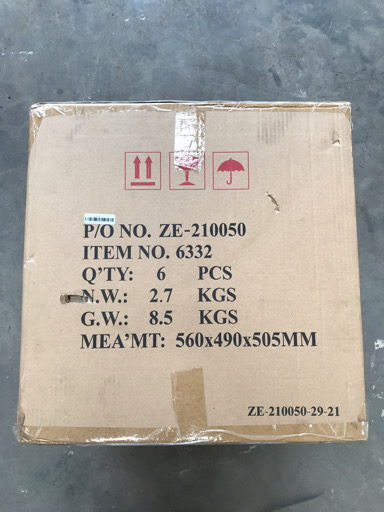 P/O NO. ZE-210050
ITEM NO. 6332
Q'TY: 6 PCS
N.W.: 2.7 KGS
G.W.: 8.5 KGS
MEA'MT: 560x490x505MM
ZE-210050-29-21